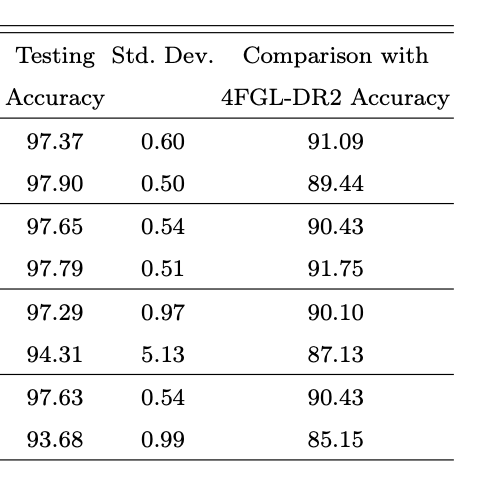 Testing Std. Dev. Comparison with
Accuracy 4FGL-DR2 Accuracy
97.37 0.60 91.09
97.90 0.50 89.44
97.65 0.54 90.43
97.79 0.51 91.75
97.29 0.97 90.10
94.31 5.13 87.13
97.63 0.54 90.43
93.68 0.99 85.15